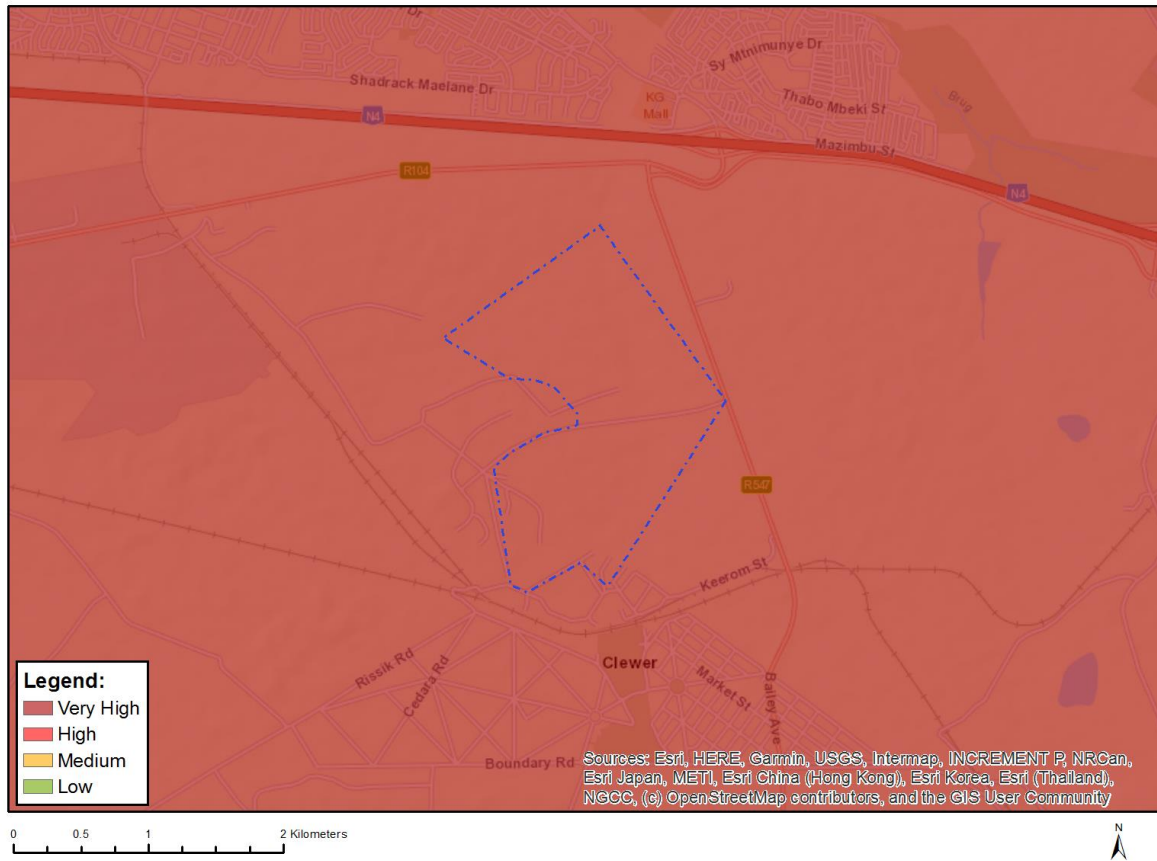 Dr
Sy Mtnimunye Dr
Shadrack Maelane Dr
KG
Mall
Thabo Mbeki St
Brug
N4
Mazimbu St
R104
N4
R547
Keerom St
Clewer
Rissik Rd
Cedara Rd
Market St
Bailey Ave
Boundary Rd
Legend:
Very High
High
Medium
Low
Sources: Esri, HERE, Garmin, USGS, Intermap, INCREMENT P, NRCan,
Esri Japan, METI, Esri China (Hong Kong), Esri Korea, Esri (Thailand),
NGCC, (c) OpenStreetMap contributors, and the GIS User Community
0 0.5 1 2 Kilometers
N